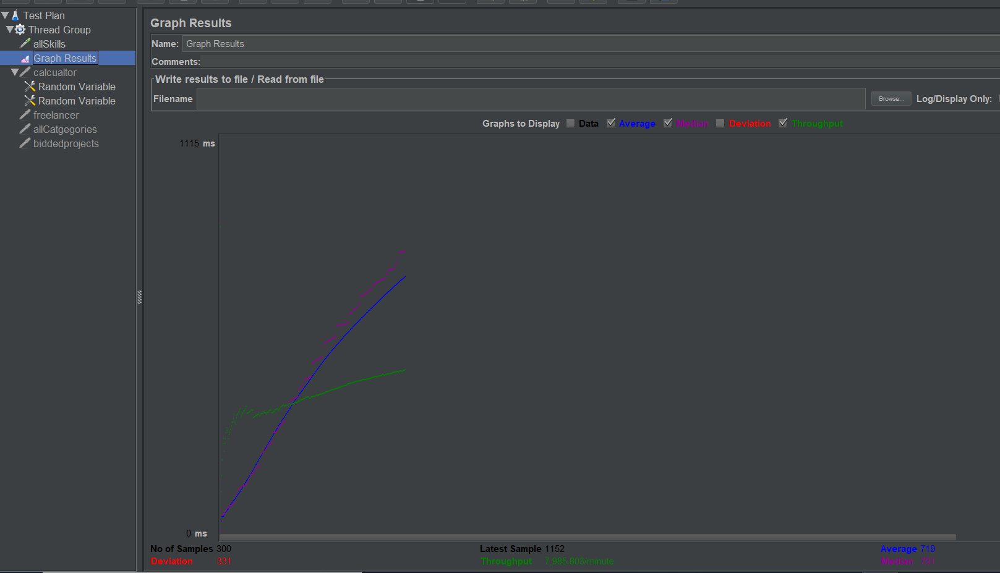 Test Plan
Thread Group
allSkills
Graph Results
calcualtor
Random Variable
Random Variable
freelancer
allCatgegories
biddedprojects
Graph Results
Name: Graph Results
Comments:
Write results to file / Read from file
Filename Browse... Log/Display Only:
Graphs to Display Data Average Median Deviation Throughput
1115 ms
0 ms
No of Samples 300 Latest Sample 1152 Average 719
Deviation 331 Throughput 7,985.803/minute Median 791